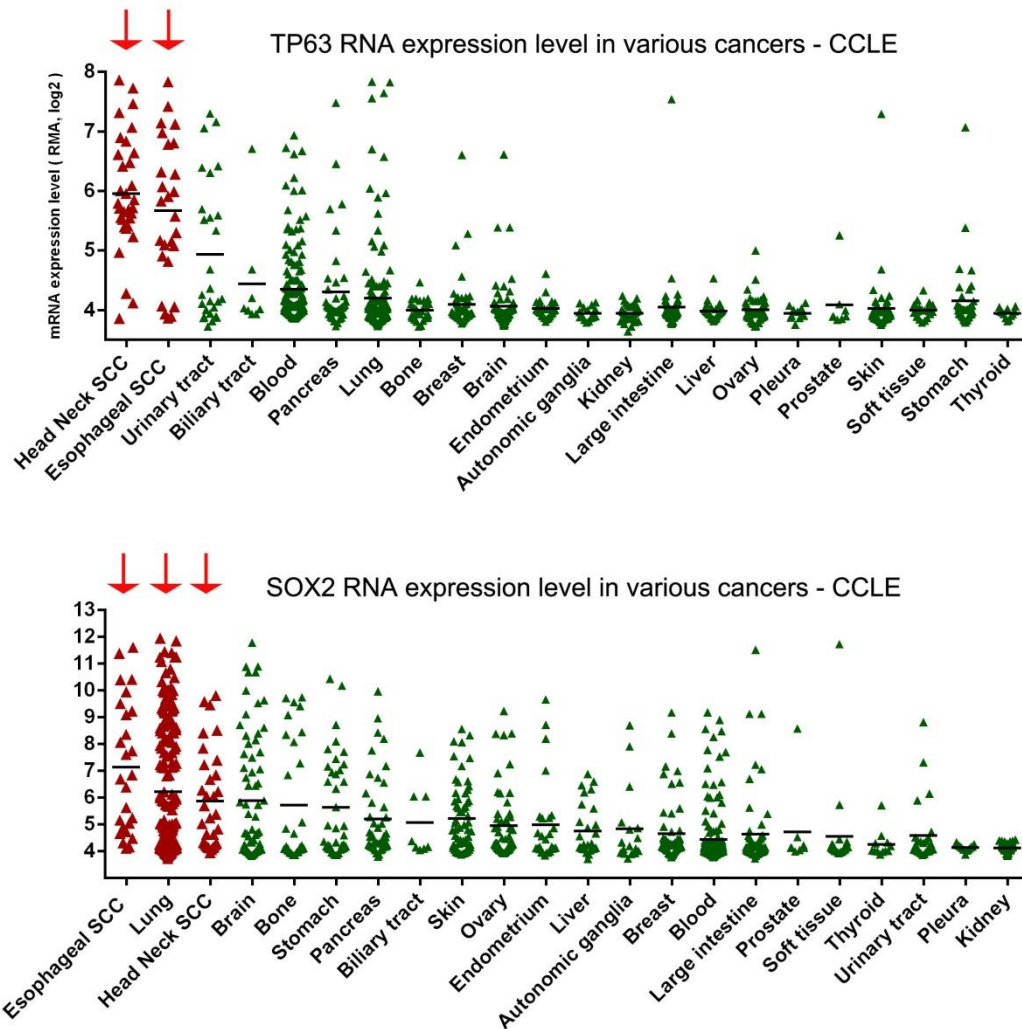 TP63 RNA expression level in various cancers - CCLE
mRNA expression level ( RMA, log2)
8
7
6
5
4
Head Neck SCC
Esophageal SCC
Urinary tract
Biliary tract
Blood
Pancreas
Lung
Bone
Breast
Brain
Endometrium
Autonomic ganglia
Kidney
Large intestine
Liver
Ovary
Pleura
Prostate
Skin
Soft tissue
Stomach
Thyroid
SOX2 RNA expression level in various cancers - CCLE
13
12
11
10
9
8
7
6
5
4
Esophageal SCC
Lung
Head Neck SCC
Brain
Bone
Stomach
Pancreas
Biliary tract
Skin
Ovary
Endometrium
Liver
Autonomic ganglia
Breast
Blood
Large intestine
Prostate
Soft tissue
Thyroid
Urinary tract
Pleura
Kidney